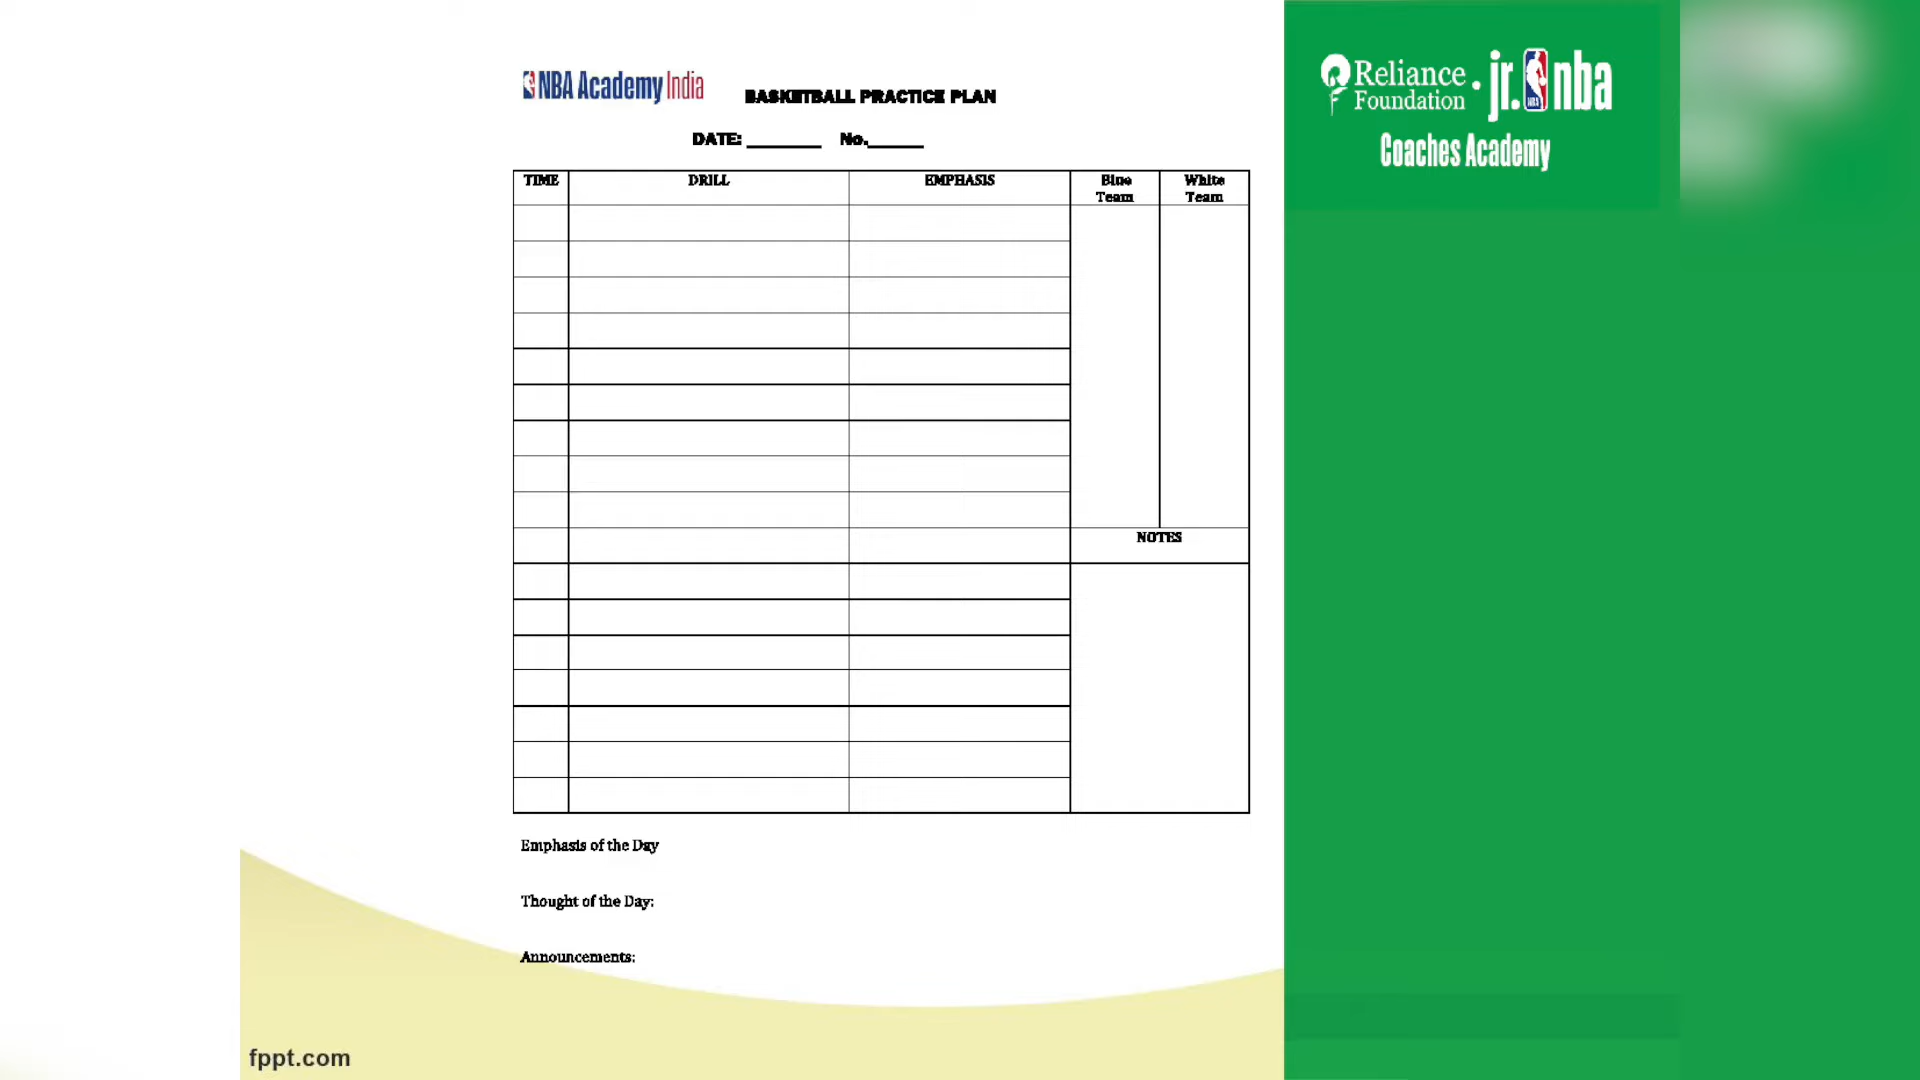 NBA Academy India
BASKETBALL PRACTICE PLAN
DATE: ________ No.______
TIME DRILL EMPHASIS Blue Team White Team
NOTES
Emphasis of the Day
Thought of the Day:
Announcements:
fppt.com
Reliance Foundation . jr. NBA nba
Coaches Academy